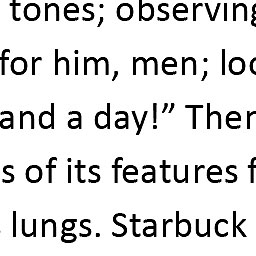 tones; observing
for him, men; loo
and a day!” Ther
s of its features f
lungs. Starbuck